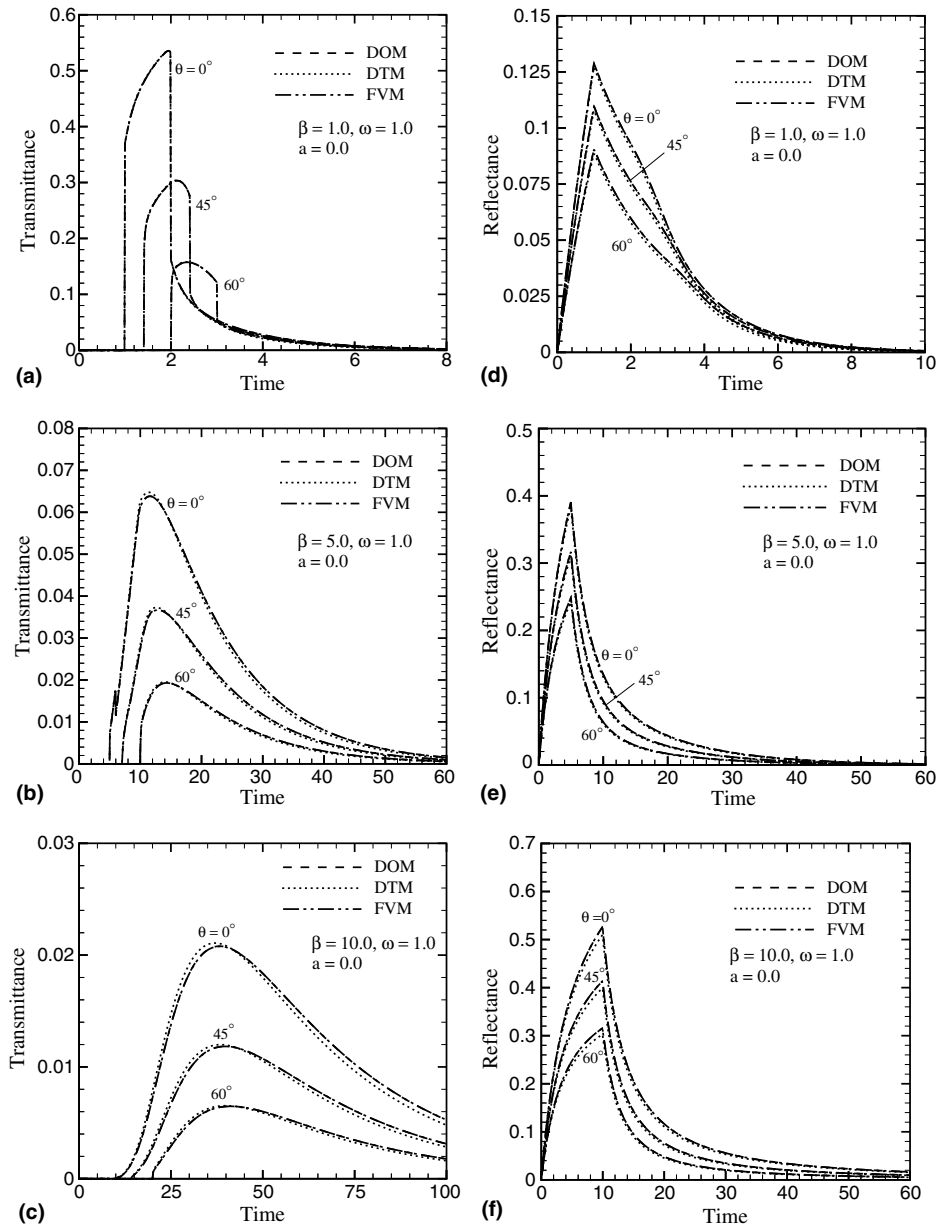 0.6
0.5
0.4
0.3
0.2
0.1
0
Transmittance
DOM
DTM
FVM
θ = 0°
β = 1.0, ω = 1.0
a = 0.0
45°
60°
0 2 4 6 8
(a)
Time
0.15
0.125
0.1
0.075
0.05
0.025
0
Reflectance
DOM
DTM
FVM
θ = 0°
β = 1.0, ω = 1.0
45°
a = 0.0
60°
0 2 4 6 8 10
(d)
Time
0.08
0.07
0.06
0.05
0.04
0.03
0.02
0.01
0
Transmittance
DOM
DTM
FVM
θ = 0°
β = 5.0, ω = 1.0
a = 0.0
45°
60°
0 10 20 30 40 50 60
(b)
Time
0.5
0.4
0.3
0.2
0.1
0
Reflectance
DOM
DTM
FVM
β = 5.0, ω = 1.0
a = 0.0
θ = 0°
45°
60°
0 10 20 30 40 50 60
(e)
Time
0.03
0.02
0.01
0
Transmittance
DOM
DTM
FVM
θ = 0°
β = 10.0, ω = 1.0
a = 0.0
45°
60°
0 25 50 75 100
(c)
Time
0.7
0.6
0.5
0.4
0.3
0.2
0.1
0
Reflectance
DOM
DTM
FVM
θ =0°
β = 10.0, ω = 1.0
a = 0.0
45°
60°
0 10 20 30 40 50 60
(f)
Time